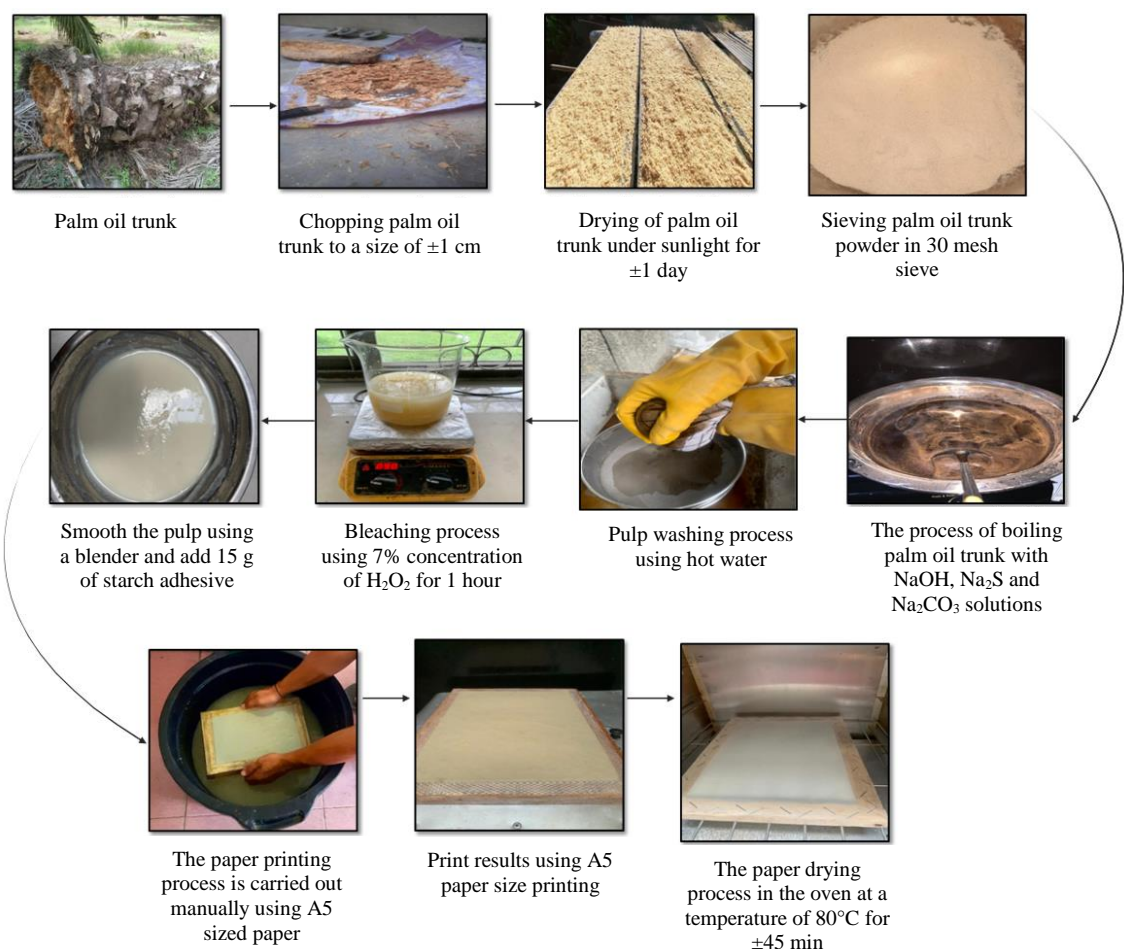 Palm oil trunk
Chopping palm oil
trunk to a size of ±1 cm
Drying of palm oil
trunk under sunlight for
±1 day
Sieving palm oil trunk
powder in 30 mesh
sieve
Smooth the pulp using
a blender and add 15 g
of starch adhesive
Bleaching process
using 7% concentration
of H₂O₂ for 1 hour
Pulp washing process
using hot water
The process of boiling
palm oil trunk with
NaOH, Na₂S and
Na₂CO₃ solutions
The paper printing
process is carried out
manually using A5
sized paper
Print results using A5
paper size printing
The paper drying
process in the oven at a
temperature of 80°C for
±45 min